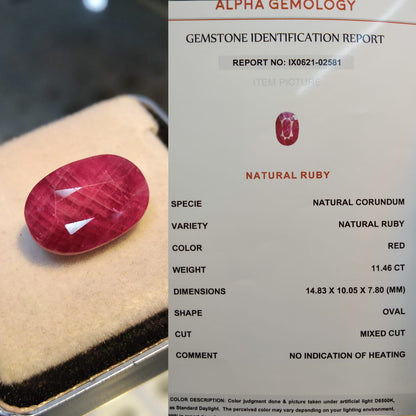 ALPHA GEMOLOGY
GEMSTONE IDENTIFICATION REPORT
REPORT NO: IX0621-02581
ITEM PICTURE
NATURAL RUBY
SPECIE NATURAL CORUNDUM
VARIETY NATURAL RUBY
COLOR RED
WEIGHT 11.46 CT
DIMENSIONS 14.83 X 10.05 X 7.80 (MM)
SHAPE OVAL
CUT MIXED CUT
COMMENT NO INDICATION OF HEATING
COLOR DESCRIPTION: Color judgment done & picture taken under artificial light D6500K,
as Standard Daylight. The perceived color may vary depending on your lighting environment.